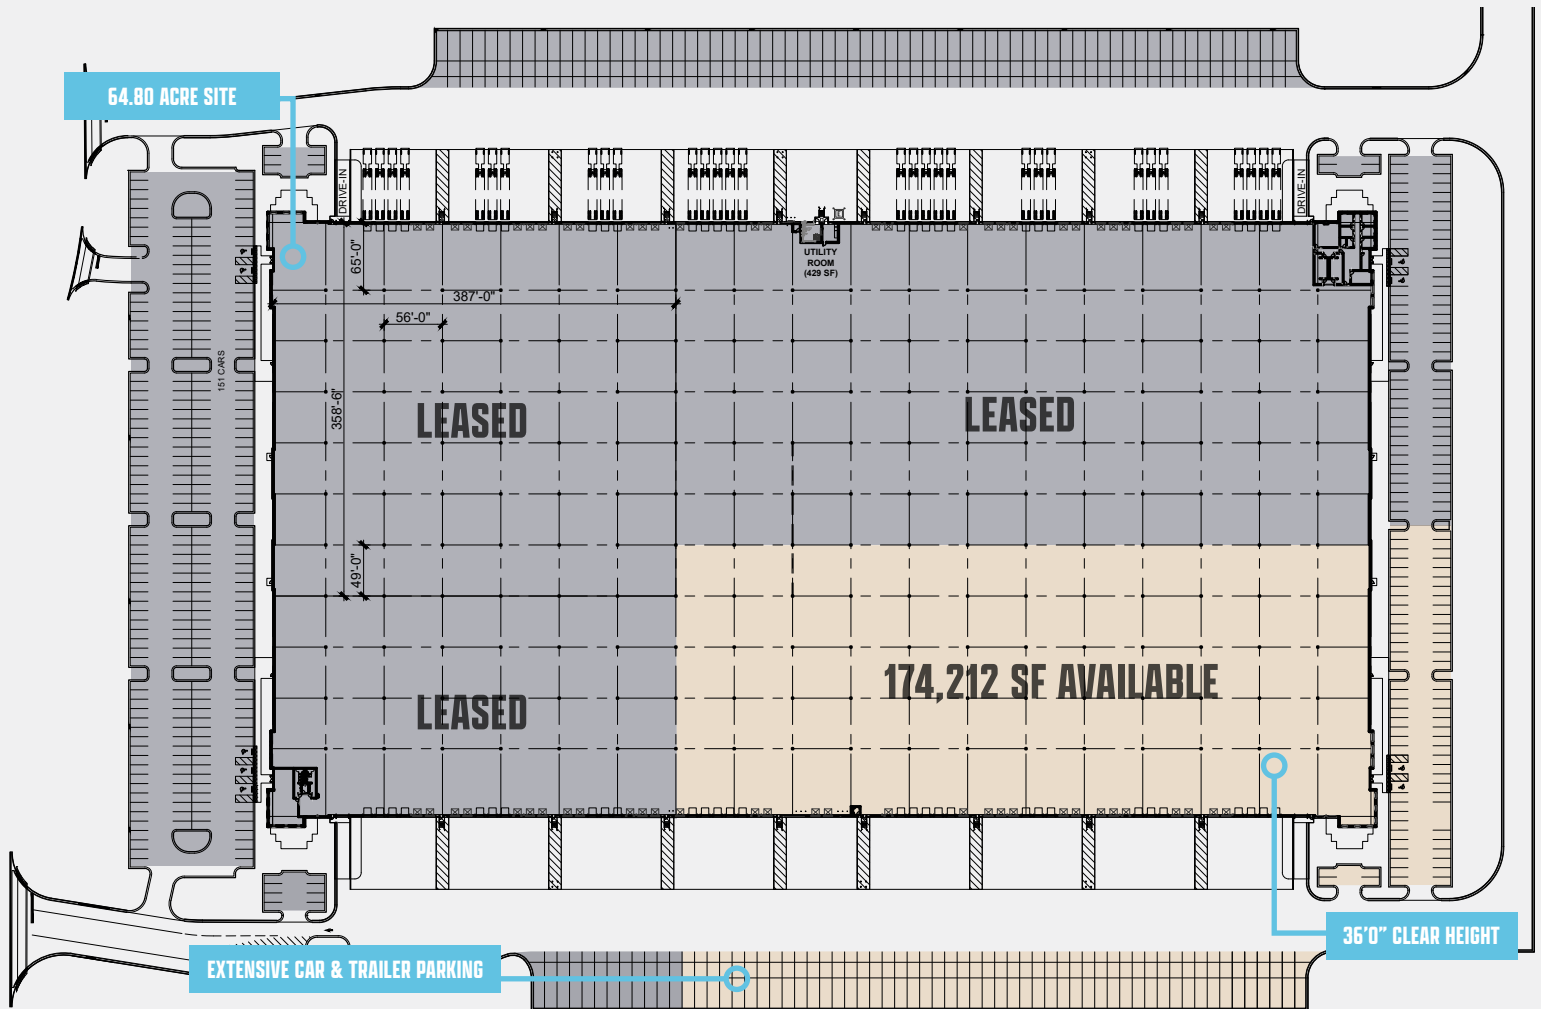 64.80 ACRE SITE
DRIVE-IN
DRIVE-IN
UTILITY
ROOM
(429 SF)
65'-0"
387'-0"
56'-0"
151 CARS
358'-6"
LEASED
LEASED
49'-0"
174,212 SF AVAILABLE
LEASED
36'0" CLEAR HEIGHT
EXTENSIVE CAR & TRAILER PARKING